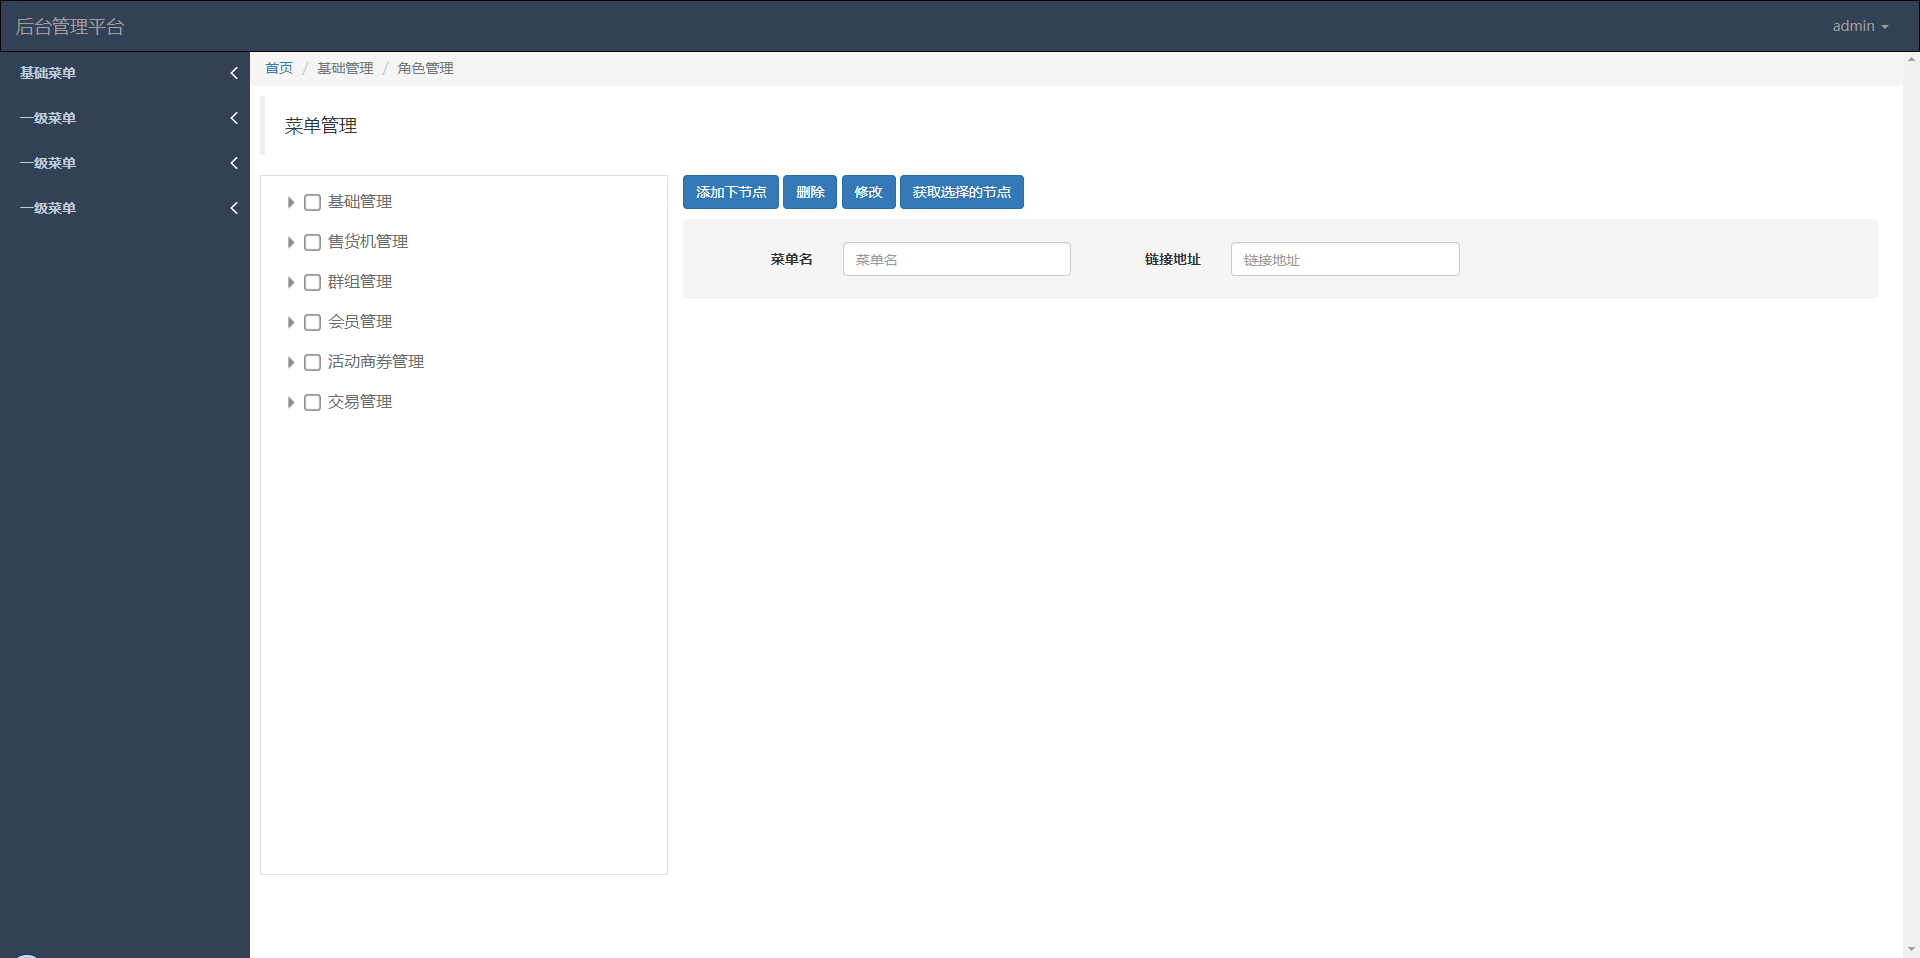 后台管理平台
admin
基础菜单
一级菜单
一级菜单
一级菜单
首页 / 基础管理 / 角色管理
菜单管理
基础管理
售货机管理
群组管理
会员管理
活动商券管理
交易管理
添加下节点 删除 修改 获取选择的节点
菜单名 菜单名 链接地址 链接地址